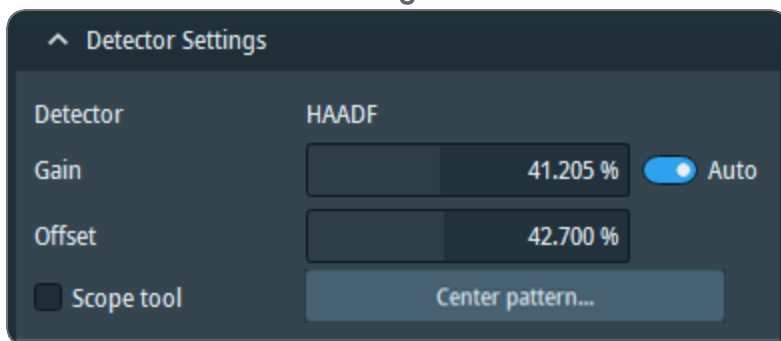 Detector Settings
Detector HAADF
Gain 41.205 % Auto
Offset 42.700 %
Scope tool Center pattern...